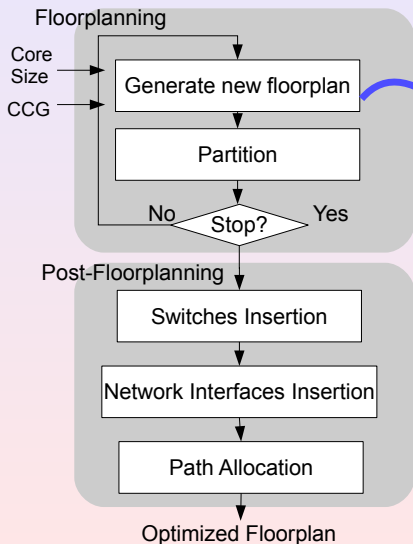 Floorplanning
Core
Size
CCG
Generate new floorplan
Partition
No
Stop?
Yes
Post-Floorplanning
Switches Insertion
Network Interfaces Insertion
Path Allocation
Optimized Floorplan